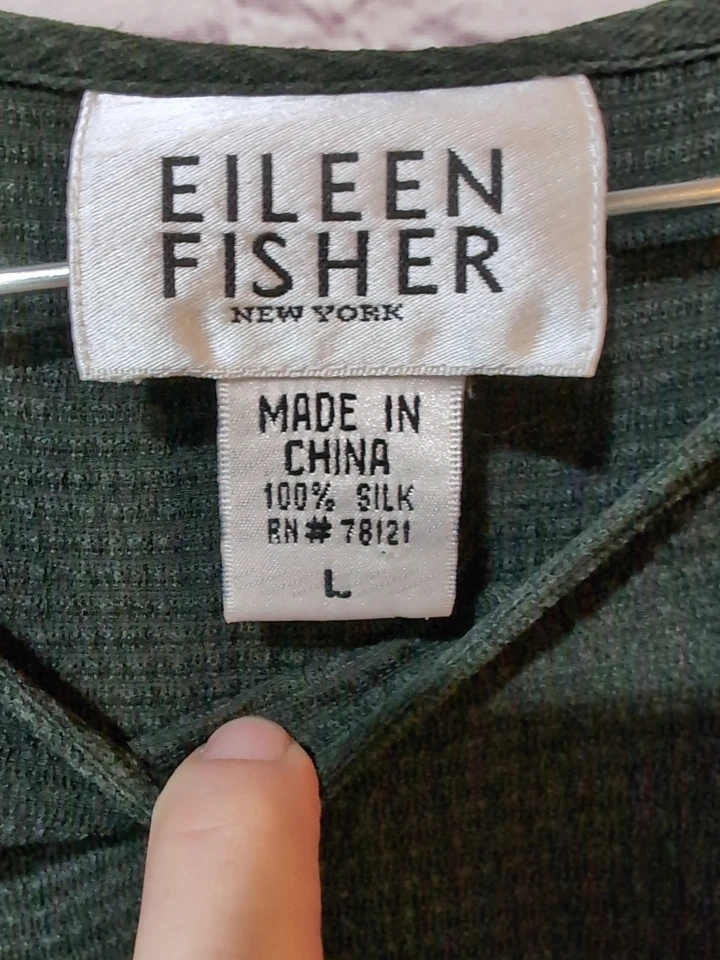 EILEEN
FISHER
NEW YORK
MADE IN
CHINA
100% SILK
RN# 78121
L